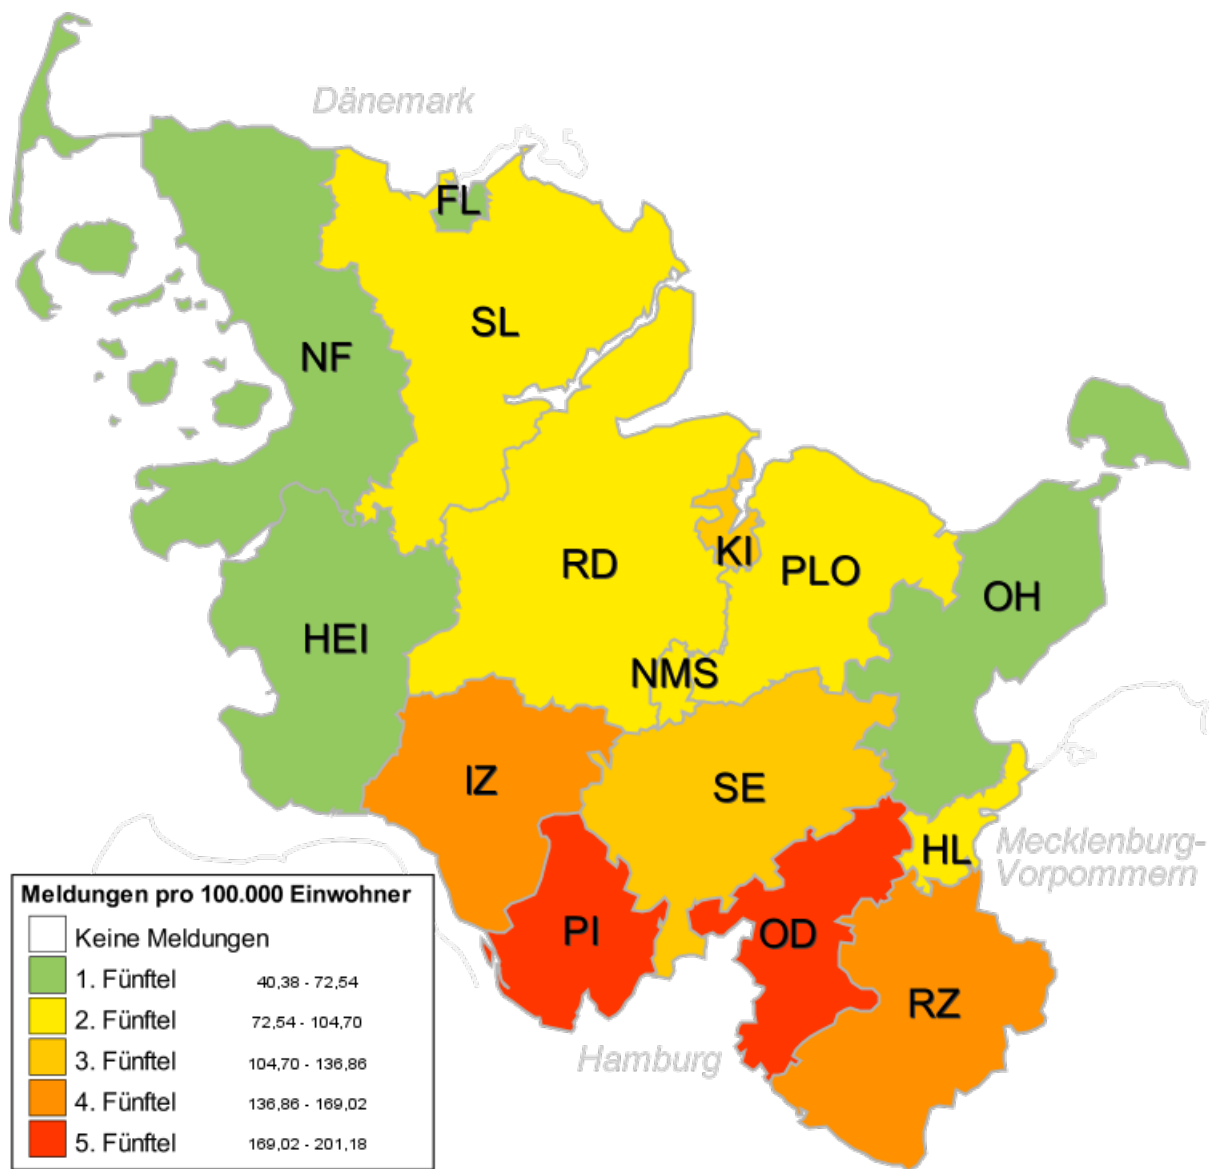 Dänemark
FL
SL
NF
RD
KI
PLO
OH
HEI
NMS
IZ
SE
HL
Mecklenburg-
Vorpommern
PI
OD
RZ
Hamburg
Meldungen pro 100.000 Einwohner
Keine Meldungen
1. Fünftel 40,38 - 72,54
2. Fünftel 72,54 - 104,70
3. Fünftel 104,70 - 136,86
4. Fünftel 136,86 - 169,02
5. Fünftel 169,02 - 201,18